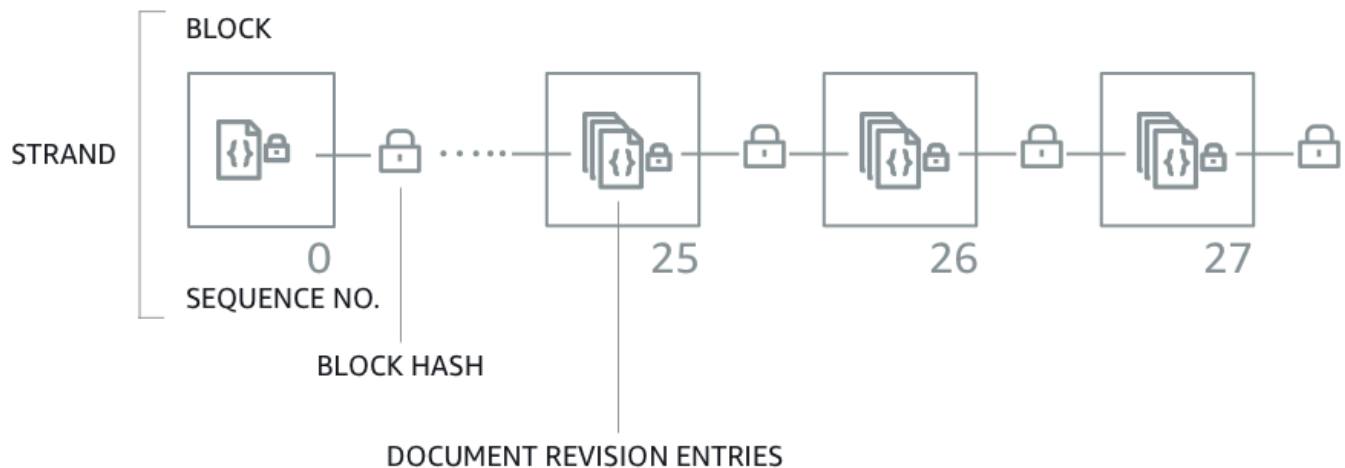 BLOCK
STRAND
{}
{}
{}
{}
0
25
26
27
SEQUENCE NO.
BLOCK HASH
DOCUMENT REVISION ENTRIES